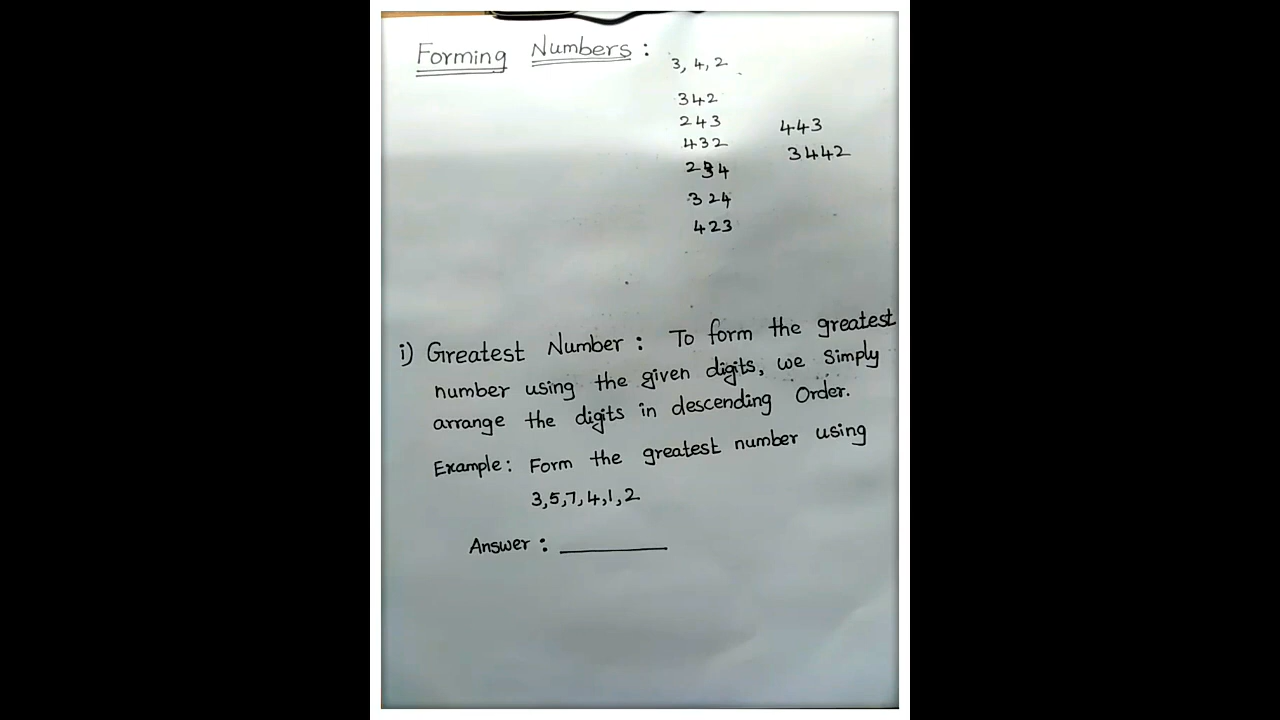 Forming Numbers :
3, 4, 2
342
243
432
234
324
423
443
3442
i) Greatest Number : To form the greatest
number using the given digits, we simply
arrange the digits in descending Order.
Example : Form the greatest number using
3,5,7,4,1,2
Answer : __________